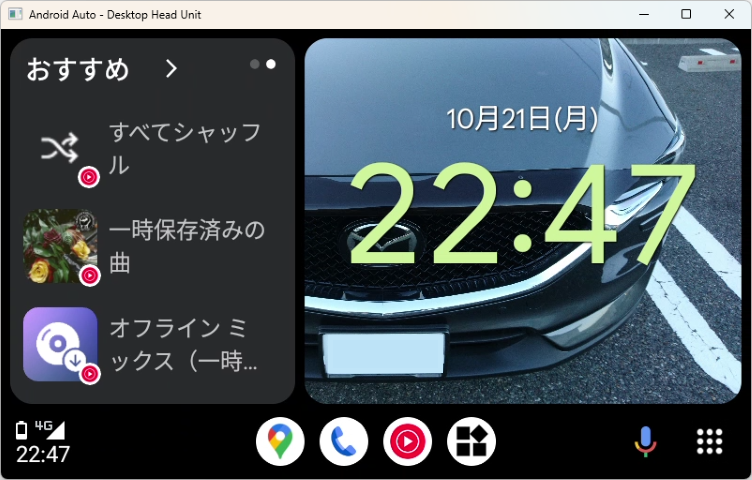 Android Auto - Desktop Head Unit
おすすめ
すべてシャッフ
ル
一時保存済みの
曲
オフライン ミ
ックス（一時...
10月21日(月)
22:47
4G
22:47